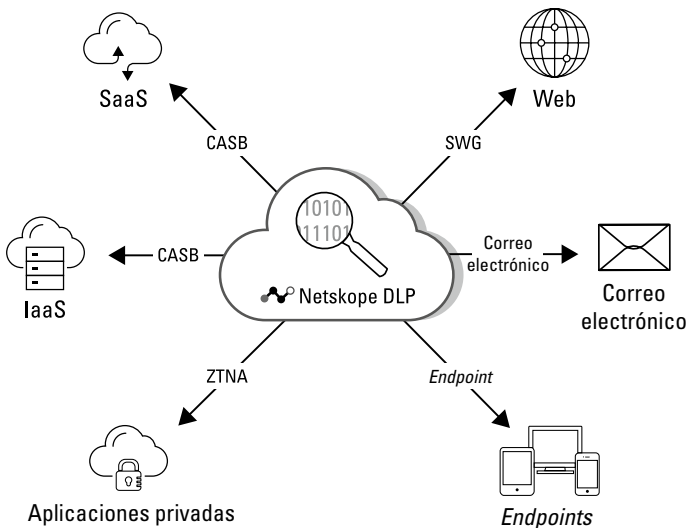 SaaS
Web
CASB
SWG
10101
11101
CASB
Correo
electrónico
IaaS
Netskope DLP
Correo
electrónico
ZTNA
Endpoint
Aplicaciones privadas
Endpoints